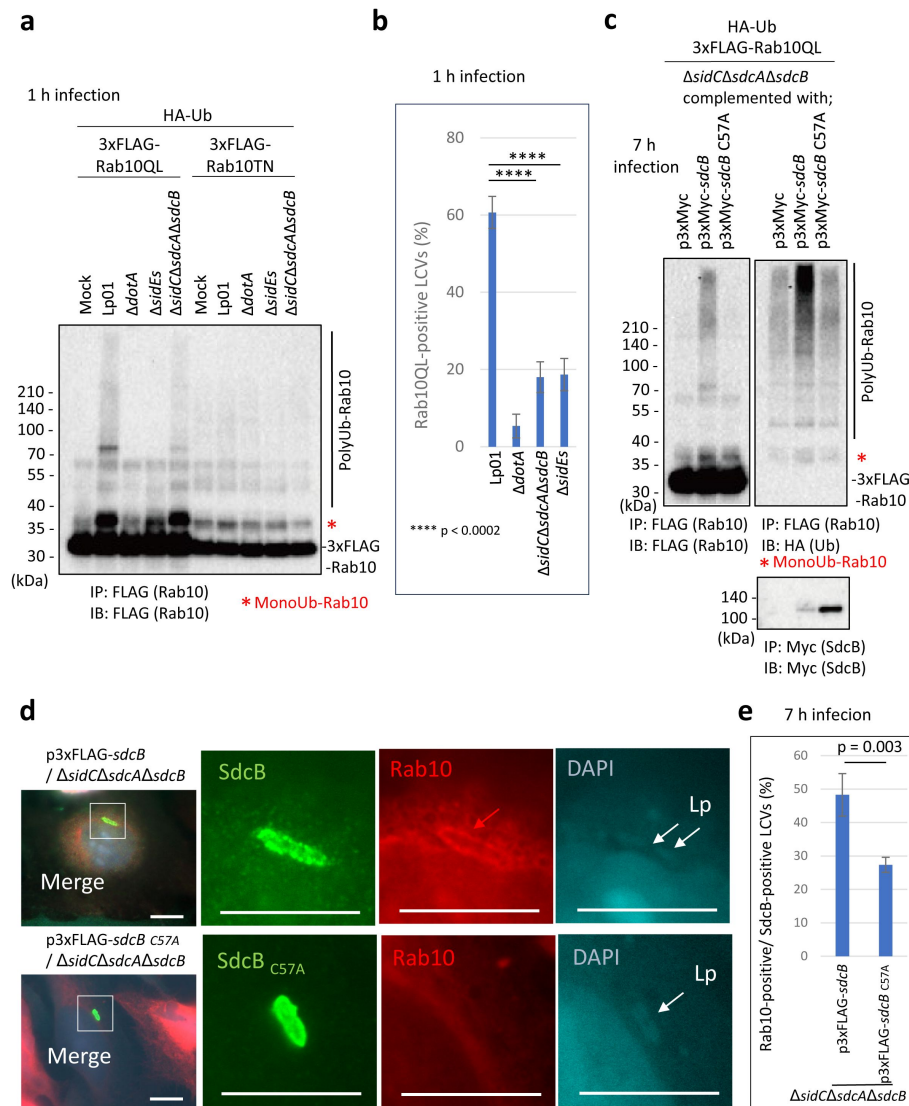 a
1 h infection
HA-Ub
3xFLAG-
Rab10QL
3xFLAG-
Rab10TN
Mock
Lp01
ΔdotA
ΔsidEs
ΔsidCΔsdcAΔsdcB
Mock
Lp01
ΔdotA
ΔsidEs
ΔsidCΔsdcAΔsdcB
210 -
140 -
100 -
70 -
55 -
40 -
35 -
30 -
(kDa)
PolyUb-Rab10
*
-3xFLAG
-Rab10
IP: FLAG (Rab10)
IB: FLAG (Rab10)
* MonoUb-Rab10
b
1 h infection
Rab10QL-positive LCVs (%)
80
60
40
20
0
****
****
Lp01
ΔdotA
ΔsidCΔsdcAΔsdcB
ΔsidEs
**** p < 0.0002
c
HA-Ub
3xFLAG-Rab10QL
ΔsidCΔsdcAΔsdcB
complemented with;
7 h
infection
p3xMyc
p3xMyc-sdcB
p3xMyc-sdcB C57A
p3xMyc
p3xMyc-sdcB
p3xMyc-sdcB C57A
210 -
140 -
100 -
70 -
55 -
40 -
35 -
30 -
(kDa)
PolyUb-Rab10
*
-3xFLAG
-Rab10
IP: FLAG (Rab10)
IB: FLAG (Rab10)
IP: FLAG (Rab10)
IB: HA (Ub)
* MonoUb-Rab10
140 -
100 -
(kDa)
IP: Myc (SdcB)
IB: Myc (SdcB)
d
p3xFLAG-sdcB
/ ΔsidCΔsdcAΔsdcB
Merge
SdcB
Rab10
DAPI
Lp
p3xFLAG-sdcB C57A
/ ΔsidCΔsdcAΔsdcB
Merge
SdcB C57A
Rab10
DAPI
Lp
e
7 h infecion
p = 0.003
Rab10-positive/ SdcB-positive LCVs (%)
60
50
40
30
20
10
0
p3xFLAG-sdcB
p3xFLAG-sdcB C57A
ΔsidCΔsdcAΔsdcB